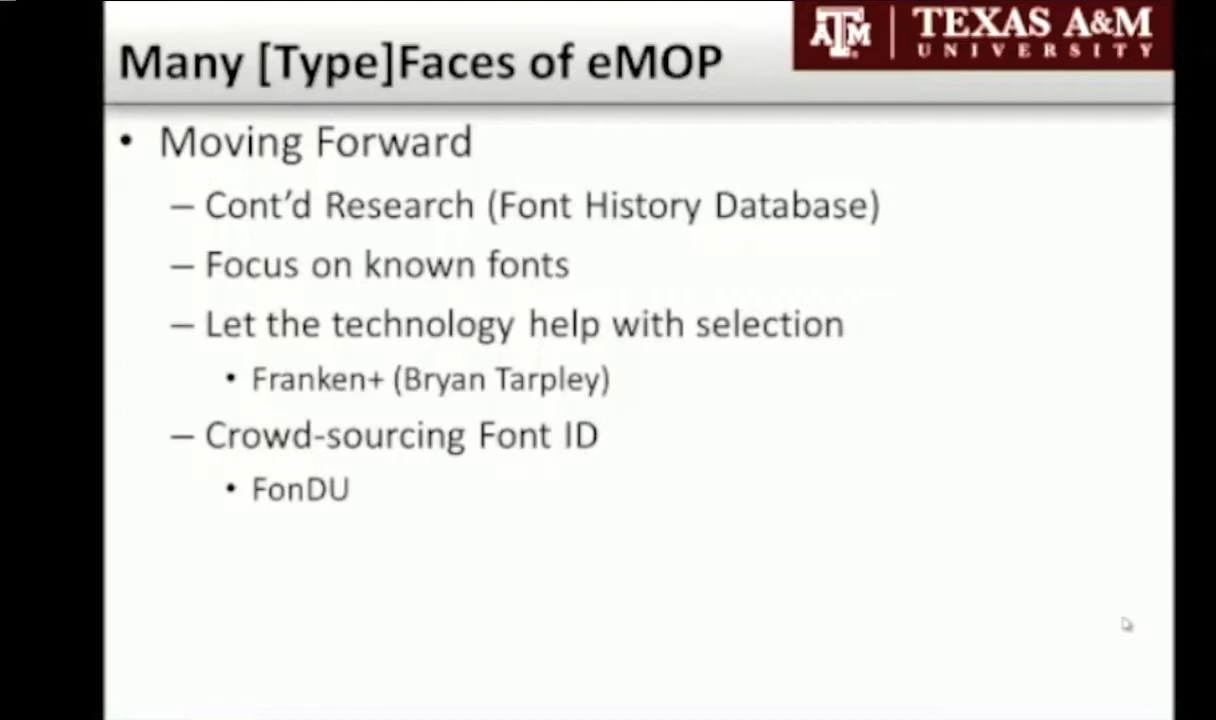 Many [Type]Faces of eMOP
ATM
TEXAS A&M
UNIVERSITY
• Moving Forward
– Cont'd Research (Font History Database)
– Focus on known fonts
– Let the technology help with selection
• Franken+ (Bryan Tarpley)
– Crowd-sourcing Font ID
• FonDU